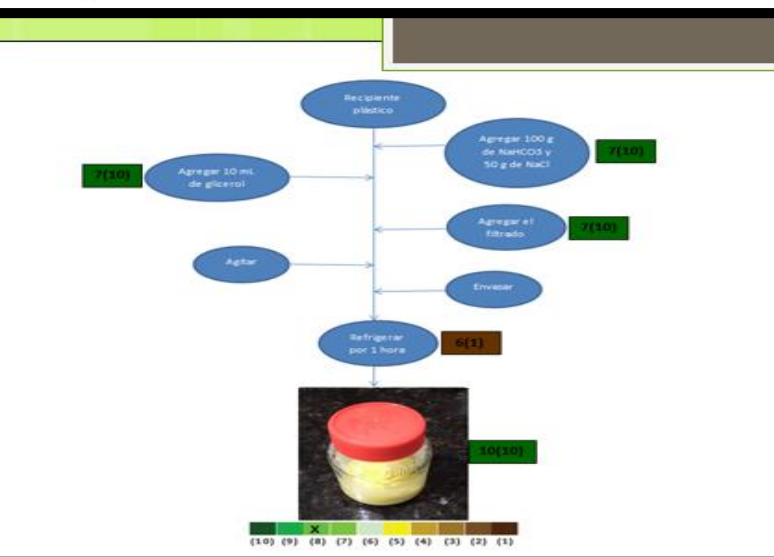 Recipiente
plástico
Agregar 100 g
de NaHCO3 y
50 g de NaCl
7(10)
7(10)
Agregar 10 mL
de glicerol
Agregar el
filtrado
7(10)
Agitar
Envasar
Refrigerar
por 1 hora
6(1)
10(10)
X
(10) (9) (8) (7) (6) (5) (4) (3) (2) (1)